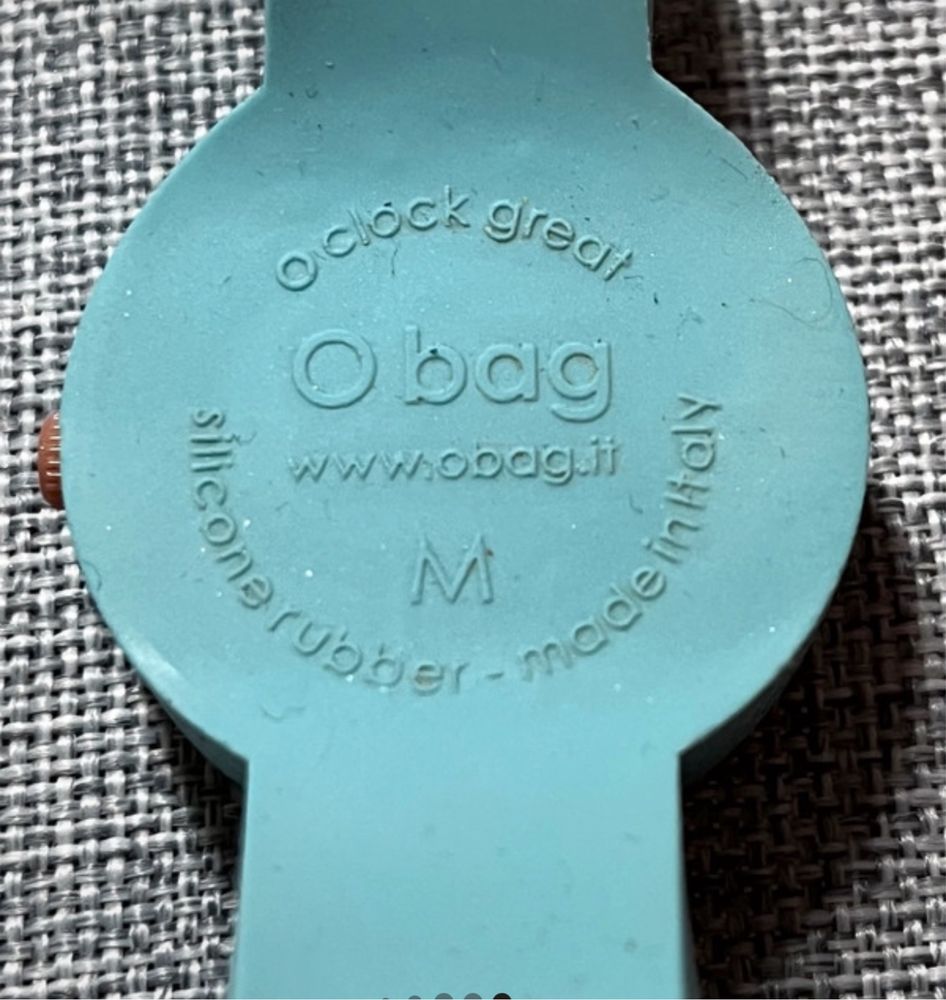 o'clock great
O bag
www.obag.it
M
silicone rubber - made in Italy